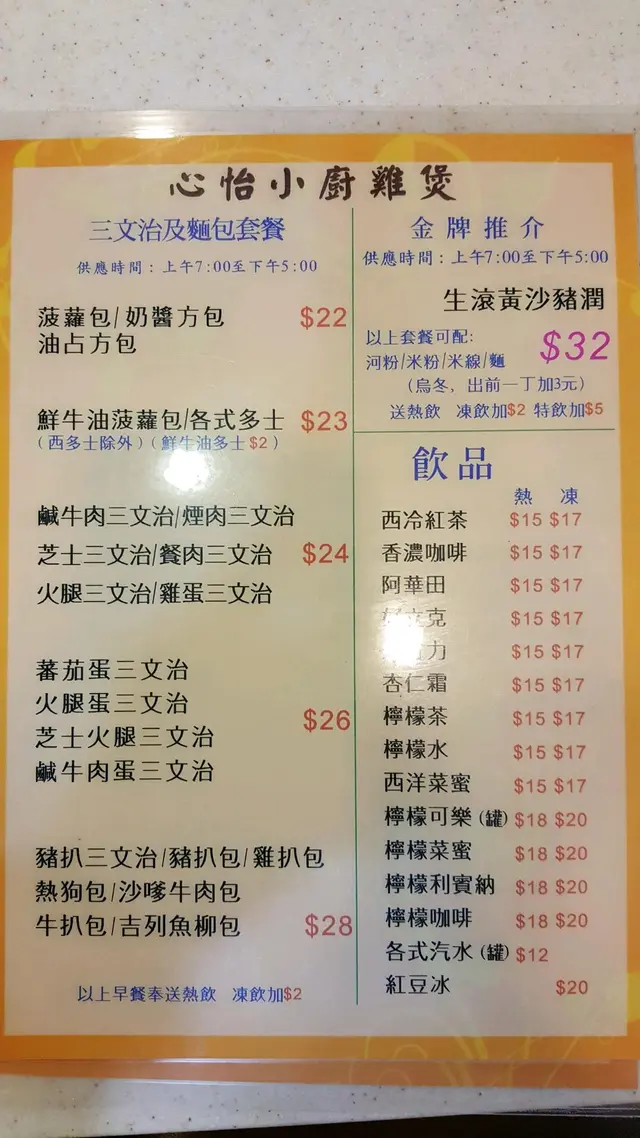 心怡小廚雞煲
三文治及麵包套餐
供應時間：上午7:00至下午5:00
菠蘿包/奶醬方包 $22
油占方包
鮮牛油菠蘿包/各式多士 $23
（西多士除外）（鮮牛油多士$2）
鹹牛肉三文治/煙肉三文治
芝士三文治/餐肉三文治 $24
火腿三文治/雞蛋三文治
蕃茄蛋三文治
火腿蛋三文治
$26
芝士火腿三文治
鹹牛肉蛋三文治
豬扒三文治/豬扒包/雞扒包
熱狗包/沙嗲牛肉包
牛扒包/吉列魚柳包 $28
以上早餐奉送熱飲 凍飲加$2
金牌推介
供應時間：上午7:00至下午5:00
生滾黃沙豬潤
以上套餐可配:
$32
河粉/米粉/米線/麵
（烏冬，出前一丁加3元）
送熱飲 凍飲加$2 特飲加$5
飲品
熱 凍
西冷紅茶 $15 $17
香濃咖啡 $15 $17
阿華田 $15 $17
克 $15 $17
力 $15 $17
杏仁霜 $15 $17
檸檬茶 $15 $17
檸檬水 $15 $17
西洋菜蜜 $15 $17
檸檬可樂（罐） $18 $20
檸檬菜蜜 $18 $20
檸檬利賓納 $18 $20
檸檬咖啡 $18 $20
各式汽水（罐） $12
紅豆冰 $20